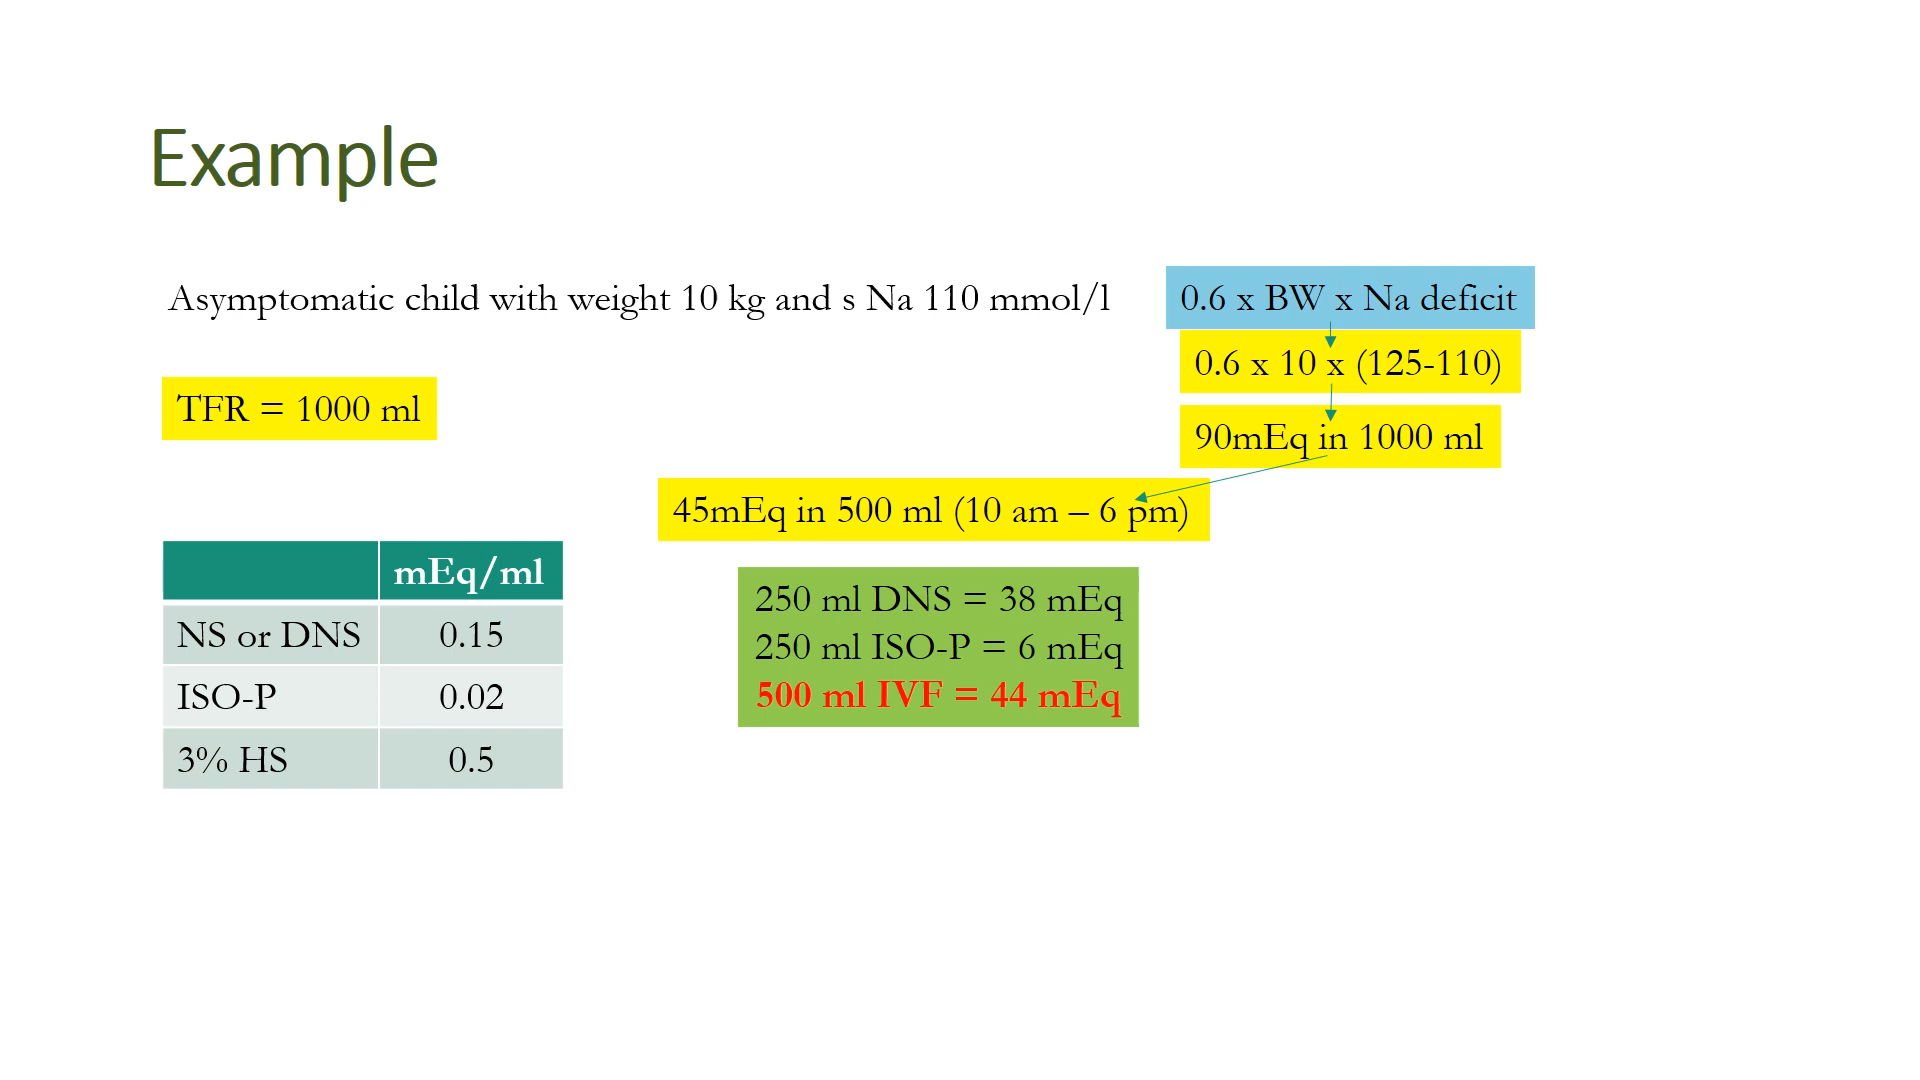 Example
Asymptomatic child with weight 10 kg and s Na 110 mmol/l
0.6 x BW x Na deficit
0.6 x 10 x (125-110)
TFR = 1000 ml
90mEq in 1000 ml
45mEq in 500 ml (10 am – 6 pm)
mEq/ml
NS or DNS 0.15
ISO-P 0.02
3% HS 0.5
250 ml DNS = 38 mEq
250 ml ISO-P = 6 mEq
500 ml IVF = 44 mEq